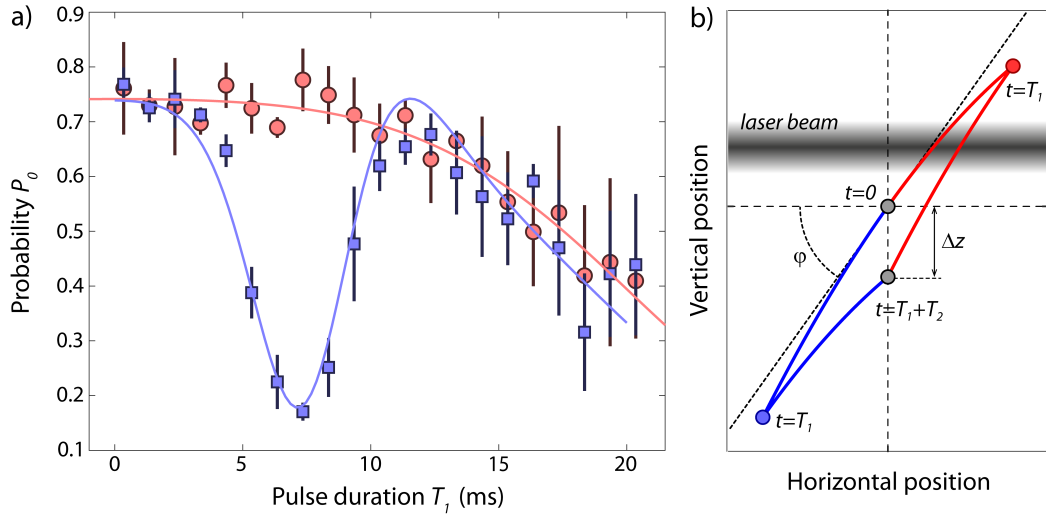 a)
0.9
0.8
0.7
0.6
0.5
0.4
0.3
0.2
0.1
Probability P₀
0
5
10
15
20
Pulse duration T₁ (ms)
b)
t=T₁
laser beam
t=0
φ
Δz
t=T₁+T₂
t=T₁
Vertical position
Horizontal position